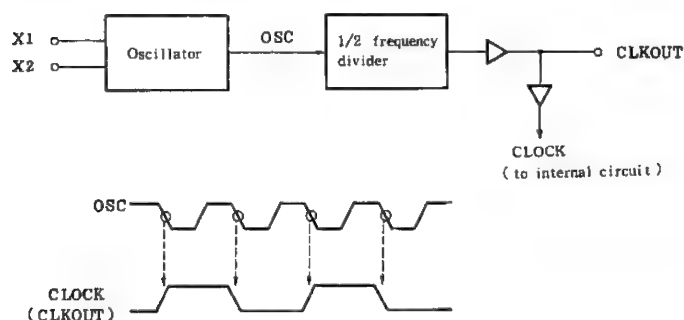 X1
X2
Oscillator
OSC
1/2 frequency
divider
CLKOUT
CLOCK
( to internal circuit )
OSC
CLOCK
(CLKOUT)